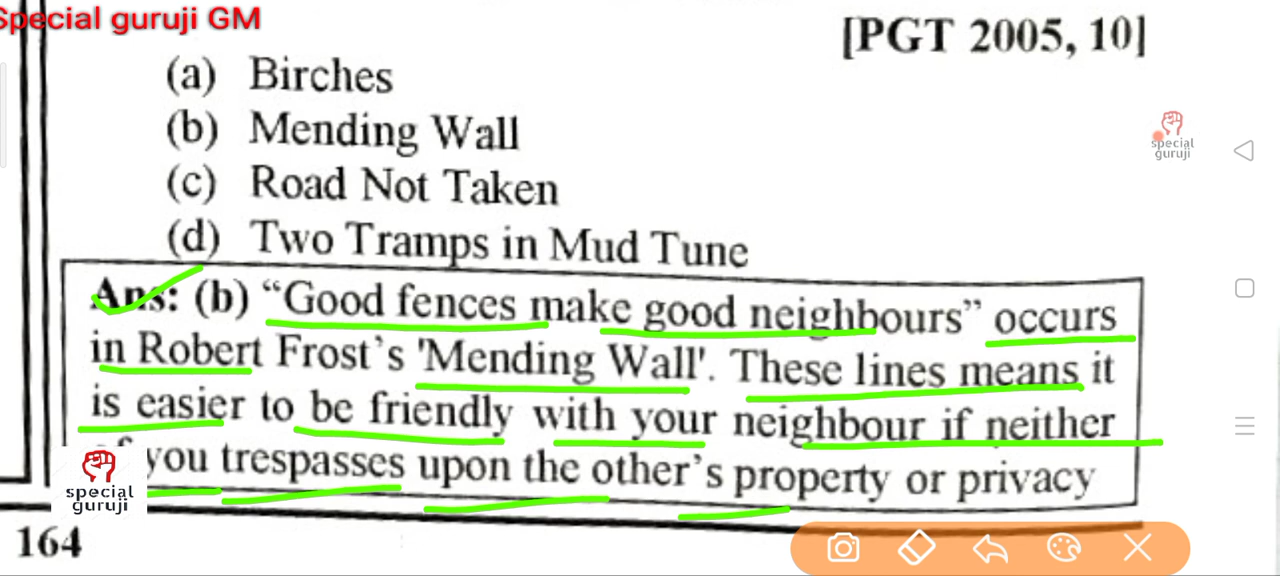 Special guruji GM
[PGT 2005, 10]
(a) Birches
(b) Mending Wall
(c) Road Not Taken
(d) Two Tramps in Mud Tune
special
guruji
Ans: (b) “Good fences make good neighbours” occurs
in Robert Frost’s 'Mending Wall'. These lines means it
is easier to be friendly with your neighbour if neither
of you trespasses upon the other’s property or privacy
special
guruji
164